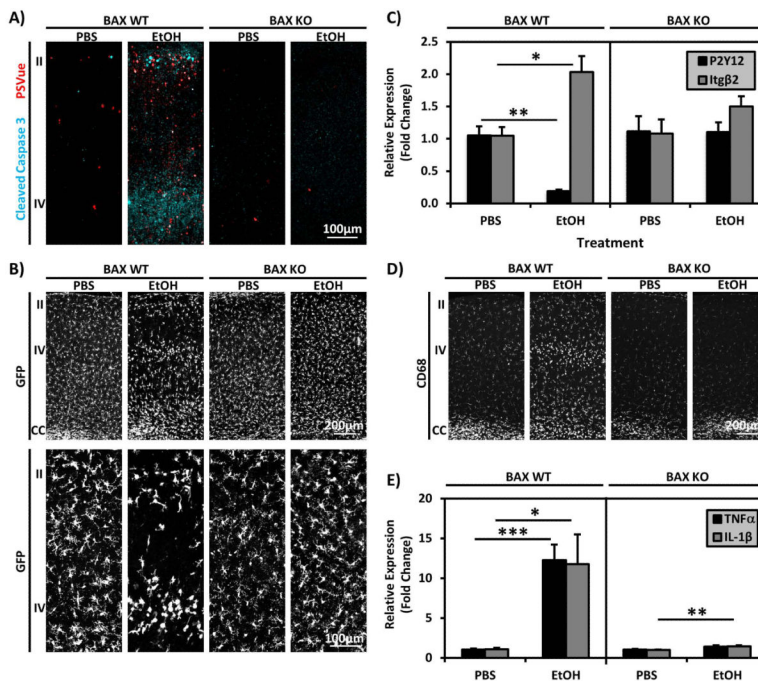 A)
BAX WT BAX KO
PBS EtOH PBS EtOH
II
IV
Cleaved Caspase 3 PSVue
100µm
B)
BAX WT BAX KO
PBS EtOH PBS EtOH
II
IV
CC
GFP
200µm
II
IV
GFP
100µm
C)
BAX WT BAX KO
Relative Expression
(Fold Change)
2.5
2.0
1.5
1.0
0.5
0.0
* **
P2Y12
Itgβ2
PBS EtOH PBS EtOH
Treatment
D)
BAX WT BAX KO
PBS EtOH PBS EtOH
II
IV
CC
CD68
200µm
E)
BAX WT BAX KO
Relative Expression
(Fold Change)
20
15
10
5
0
*
***
**
TNFα
IL-1β
PBS EtOH PBS EtOH